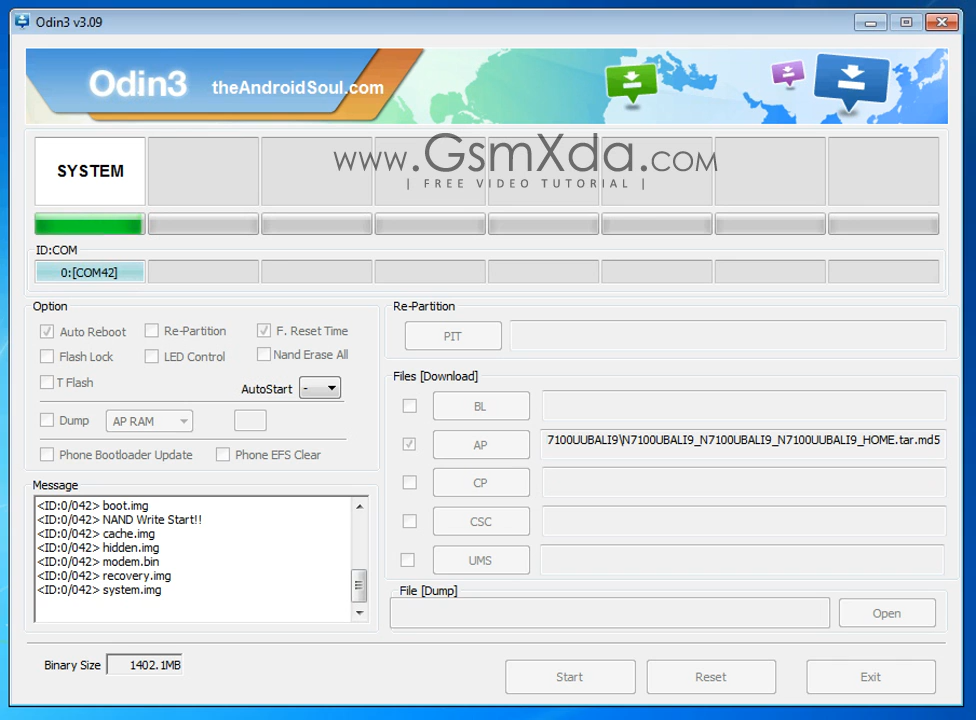 Odin3 v3.09
Odin3 theAndroidSoul.com
www.GsmXda.com
| FREE VIDEO TUTORIAL |
SYSTEM
ID:COM
0:[COM42]
Option
Auto Reboot Re-Partition F. Reset Time
Flash Lock LED Control Nand Erase All
T Flash
AutoStart -
Dump AP RAM
Phone Bootloader Update Phone EFS Clear
Message
<ID:0/042> boot.img
<ID:0/042> NAND Write Start!!
<ID:0/042> cache.img
<ID:0/042> hidden.img
<ID:0/042> modem.bin
<ID:0/042> recovery.img
<ID:0/042> system.img
Re-Partition
PIT
Files [Download]
BL
AP 7100UUBALI9\N7100UBALI9_N7100UBALI9_N7100UUBALI9_HOME.tar.md5
CP
CSC
UMS
File [Dump]
Open
Binary Size 1402.1MB
Start Reset Exit